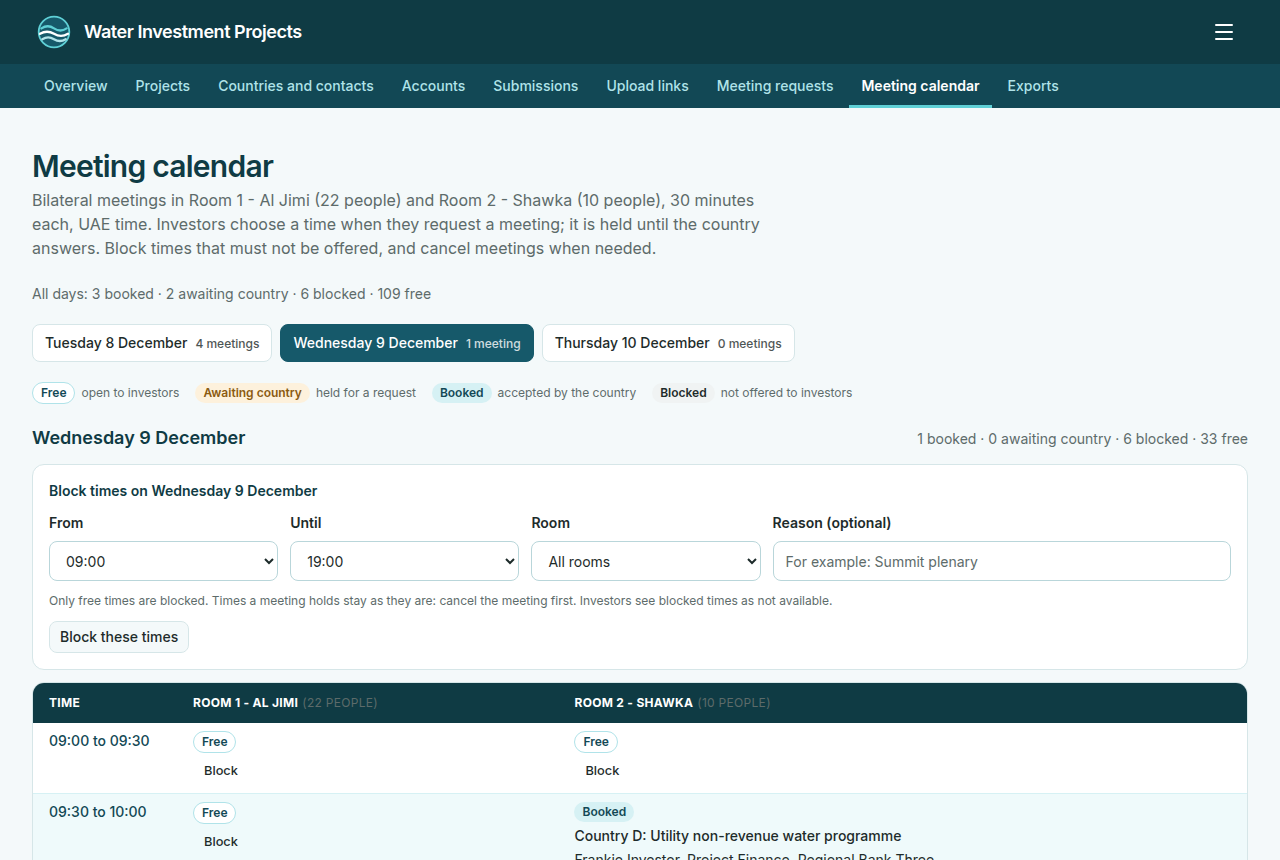 Water Investment Projects
Overview Projects Countries and contacts Accounts Submissions Upload links Meeting requests Meeting calendar Exports
Meeting calendar
Bilateral meetings in Room 1 - Al Jimi (22 people) and Room 2 - Shawka (10 people), 30 minutes
each, UAE time. Investors choose a time when they request a meeting; it is held until the country
answers. Block times that must not be offered, and cancel meetings when needed.
All days: 3 booked · 2 awaiting country · 6 blocked · 109 free
Tuesday 8 December 4 meetings Wednesday 9 December 1 meeting Thursday 10 December 0 meetings
Free open to investors Awaiting country held for a request Booked accepted by the country Blocked not offered to investors
Wednesday 9 December 1 booked · 0 awaiting country · 6 blocked · 33 free
Block times on Wednesday 9 December
From Until Room Reason (optional)
09:00 19:00 All rooms For example: Summit plenary
Only free times are blocked. Times a meeting holds stay as they are: cancel the meeting first. Investors see blocked times as not available.
Block these times
TIME ROOM 1 - AL JIMI (22 PEOPLE) ROOM 2 - SHAWKA (10 PEOPLE)
09:00 to 09:30 Free Free
Block Block
09:30 to 10:00 Free Booked
Block Country D: Utility non-revenue water programme
Frankie Investor, Project Finance, Regional Bank Three